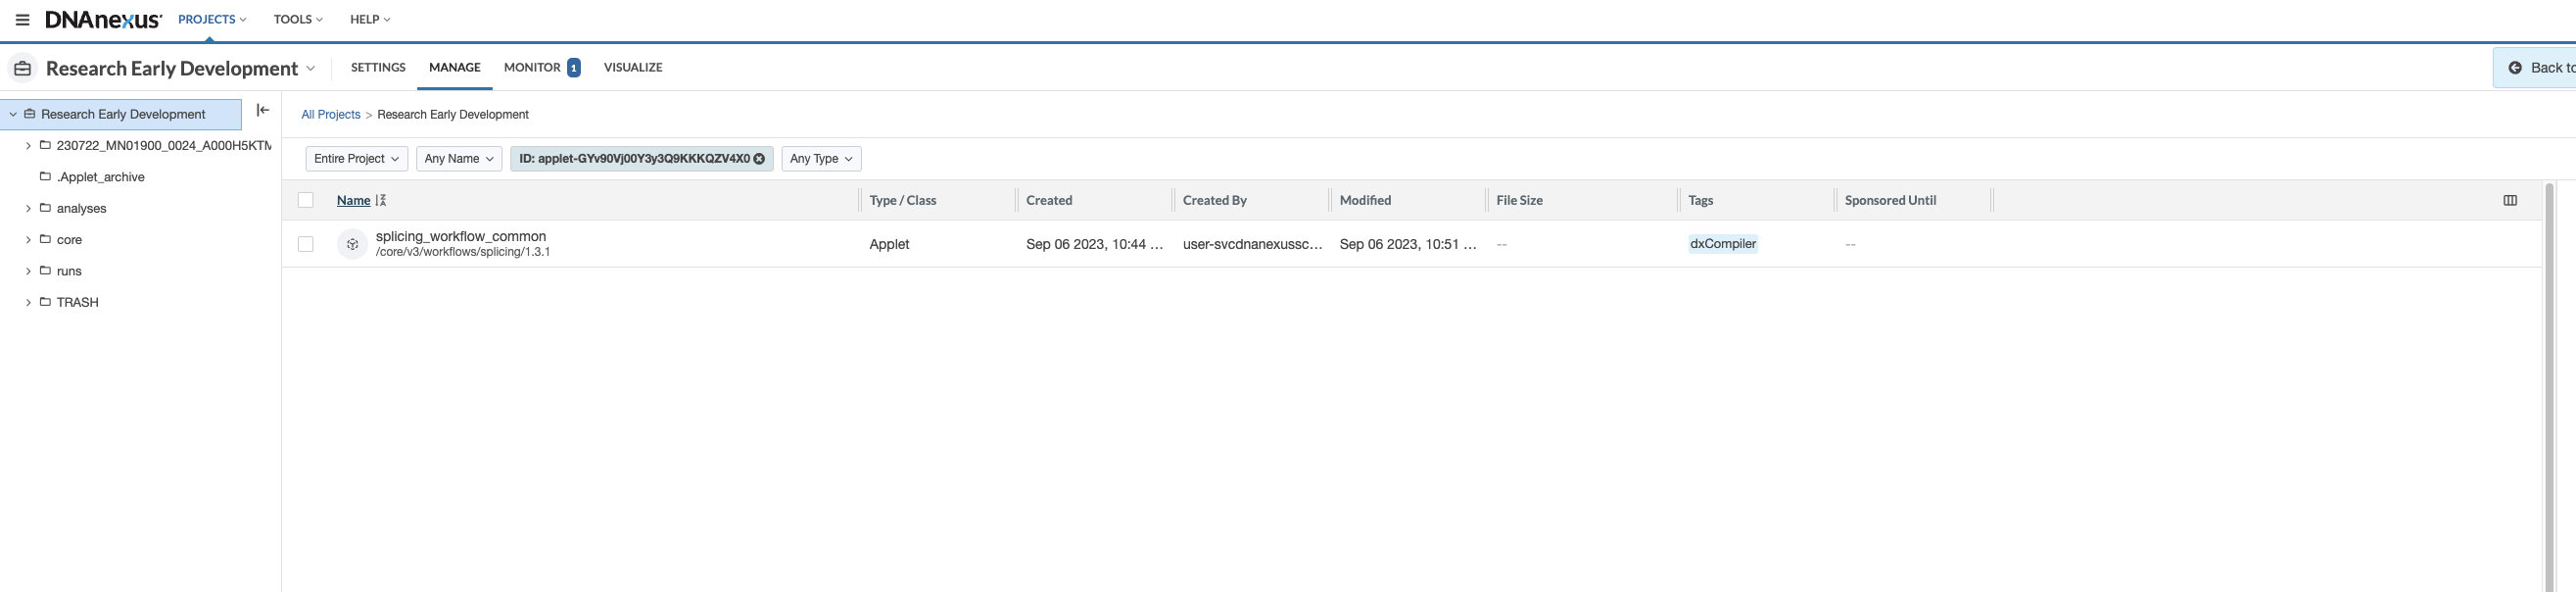 DNAnexus PROJECTS TOOLS HELP
Research Early Development SETTINGS MANAGE MONITOR 1 VISUALIZE Back to
Research Early Development
230722_MN01900_0024_A000H5KTM
.Applet_archive
analyses
core
runs
TRASH
All Projects > Research Early Development
Entire Project Any Name ID: applet-GYv90Vj00Y3y3Q9KKKQZV4X0 Any Type
Name Type / Class Created Created By Modified File Size Tags Sponsored Until
splicing_workflow_common
/core/v3/workflows/splicing/1.3.1
Applet Sep 06 2023, 10:44 ... user-svcdnanexussc... Sep 06 2023, 10:51 ... -- dxCompiler --